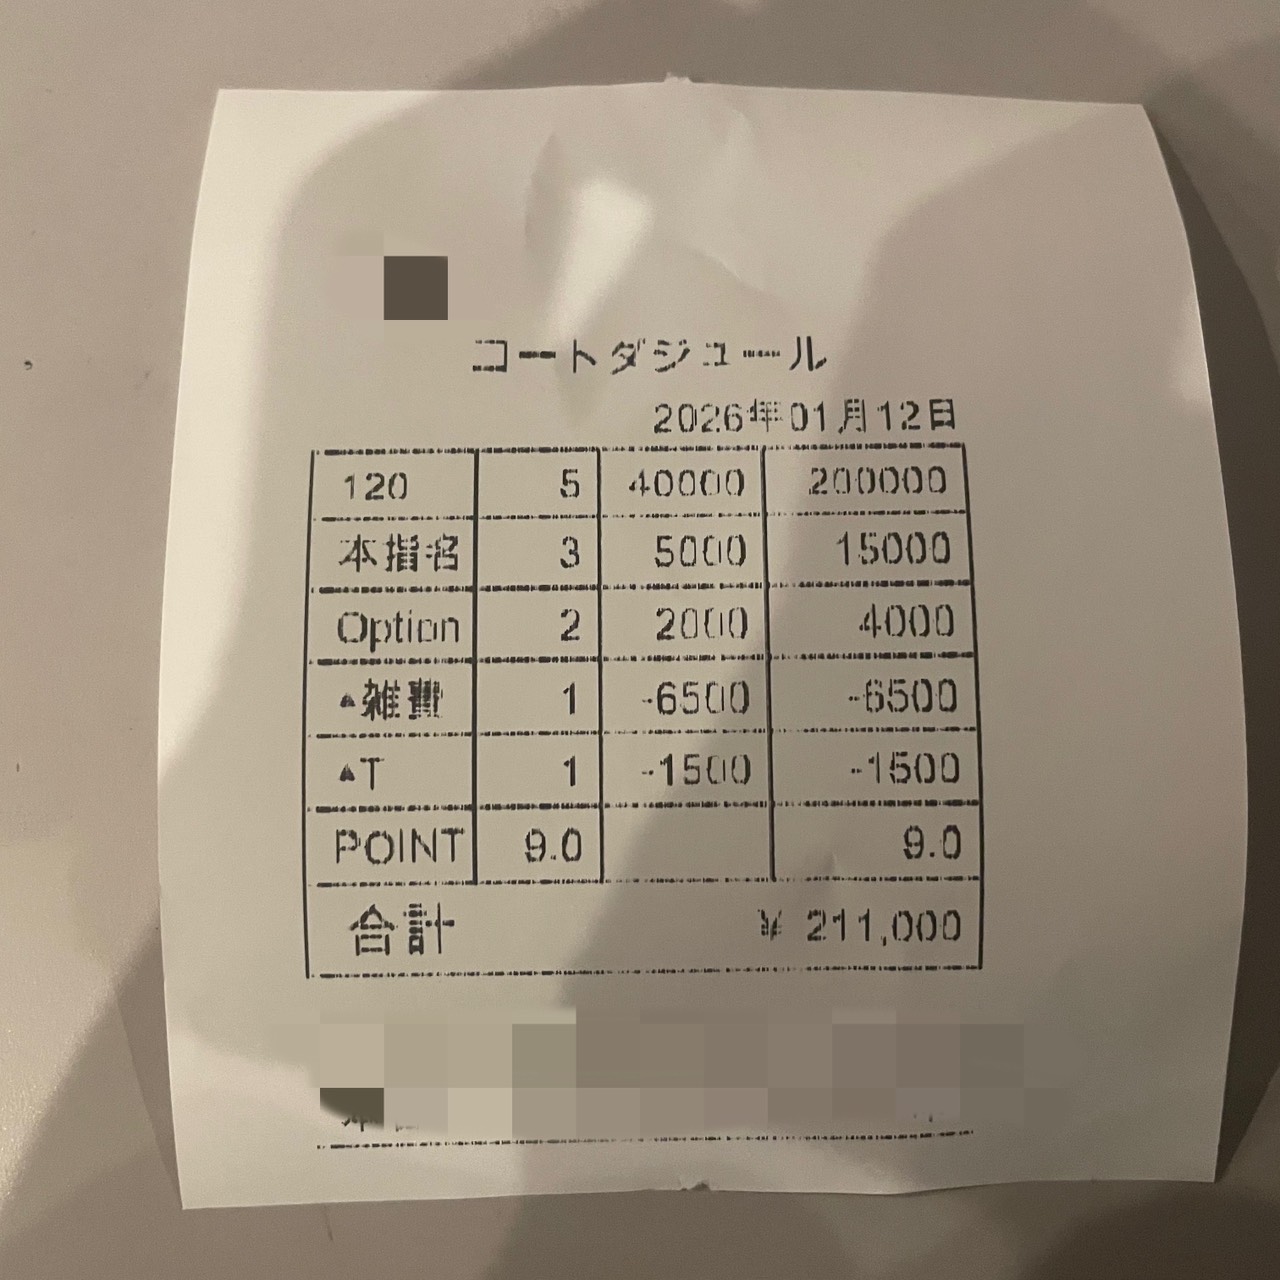 コートダジュール
2026年01月12日
120 5 40000 200000
本指名 3 5000 15000
Option 2 2000 4000
▲雑費 1 -6500 -6500
▲T 1 -1500 -1500
POINT 9.0 9.0
合計 ¥ 211,000